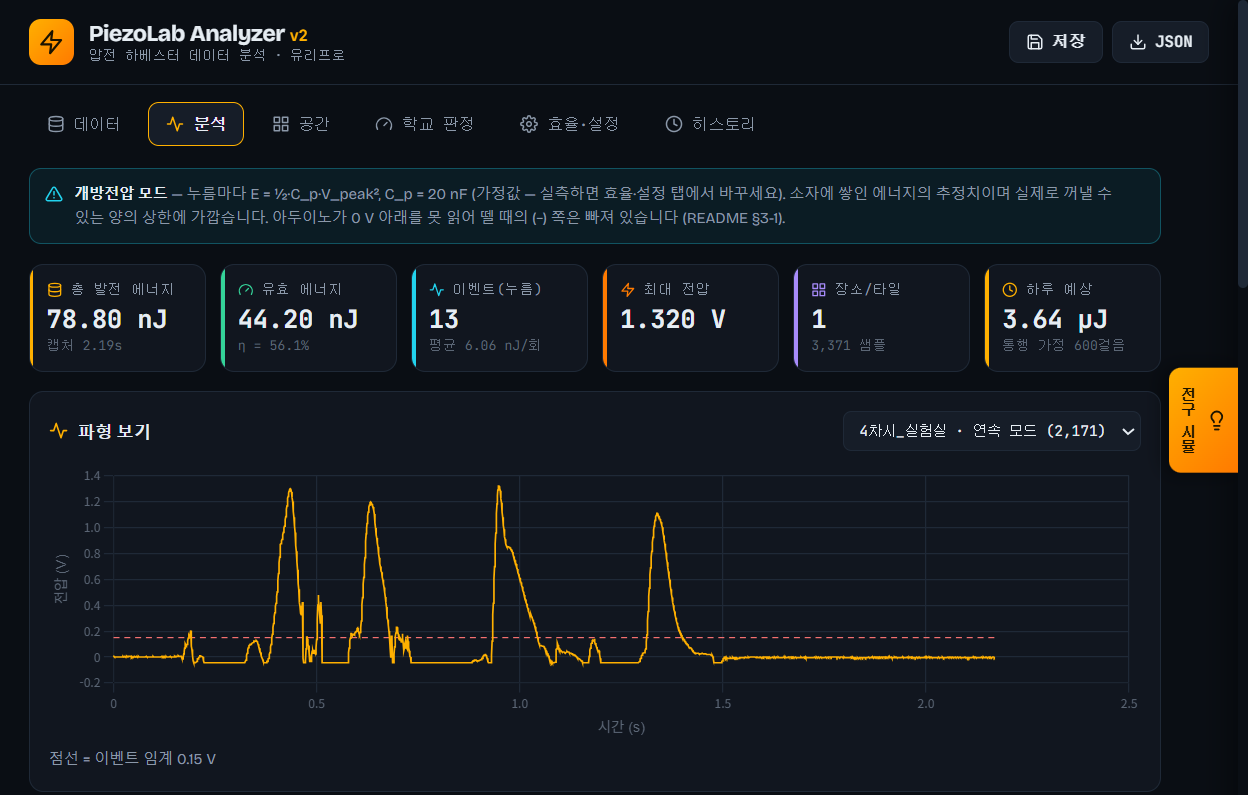 PiezoLab Analyzer v2
압전 하베스터 데이터 분석 · 유리프로
저장
JSON
데이터
분석
공간
학교 판정
효율·설정
히스토리
개방전압 모드 — 누름마다 E = ½·C_p·V_peak², C_p = 20 nF (가정값 — 실측하면 효율·설정 탭에서 바꾸세요). 소자에 쌓인 에너지의 추정치이며 실제로 꺼낼 수
있는 양의 상한에 가깝습니다. 아두이노가 0 V 아래를 못 읽어 뗄 때의 (−) 쪽은 빠져 있습니다 (README §3-1).
총 발전 에너지
78.80 nJ
캡처 2.19s
유효 에너지
44.20 nJ
η = 56.1%
이벤트(누름)
13
평균 6.06 nJ/회
최대 전압
1.320 V
장소/타일
1
3,371 샘플
하루 예상
3.64 μJ
통행 가정 600걸음
전구 시뮬
파형 보기
4차시_실험실 · 연속 모드 (2,171)
1.4
1.2
1.0
0.8
0.6
0.4
0.2
0
-0.2
전압 (V)
0
0.5
1.0
1.5
2.0
2.5
시간 (s)
점선 = 이벤트 임계 0.15 V